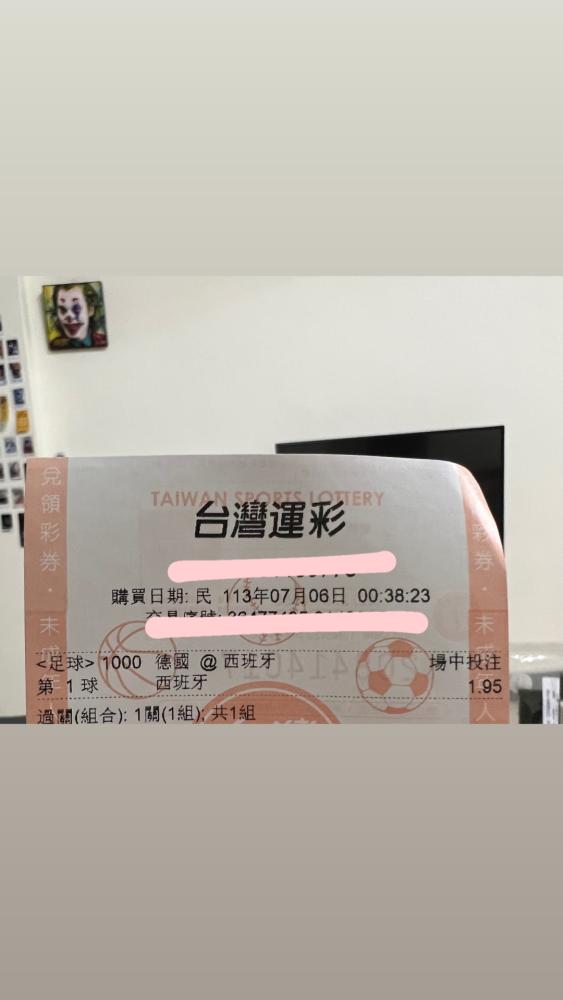 TAIWAN SPORTS LOTTERY
台灣運彩
購買日期: 民 113年07月06日 00:38:23
<足球> 1000 德國 @ 西班牙 場中投注
第 1 球 西班牙 1.95
過關(組合): 1關(1組); 共1組
兌領彩券・未
彩券・未
人